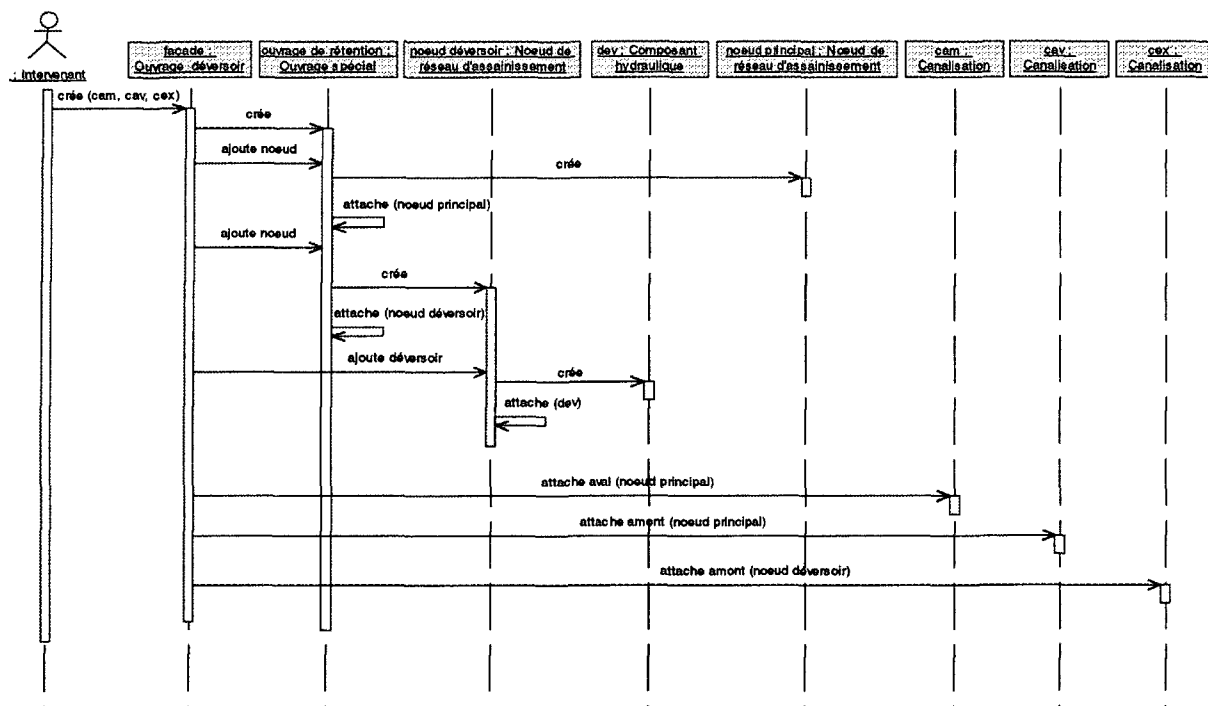 : Intervenant
facade :
Ouvrage déversoir
ouvrage de rétention :
Ouvrage spécial
noeud déversoir : Noeud de
réseau d'assainissement
dev : Composant
hydraulique
noeud principal : Noeud de
réseau d'assainissement
cam :
Canalisation
cav :
Canalisation
cex :
Canalisation
crée (cam, cav, cex)
crée
ajoute noeud
crée
attache (noeud principal)
ajoute noeud
crée
attache (noeud déversoir)
ajoute déversoir
crée
attache (dev)
attache aval (noeud principal)
attache amont (noeud principal)
attache amont (noeud déversoir)